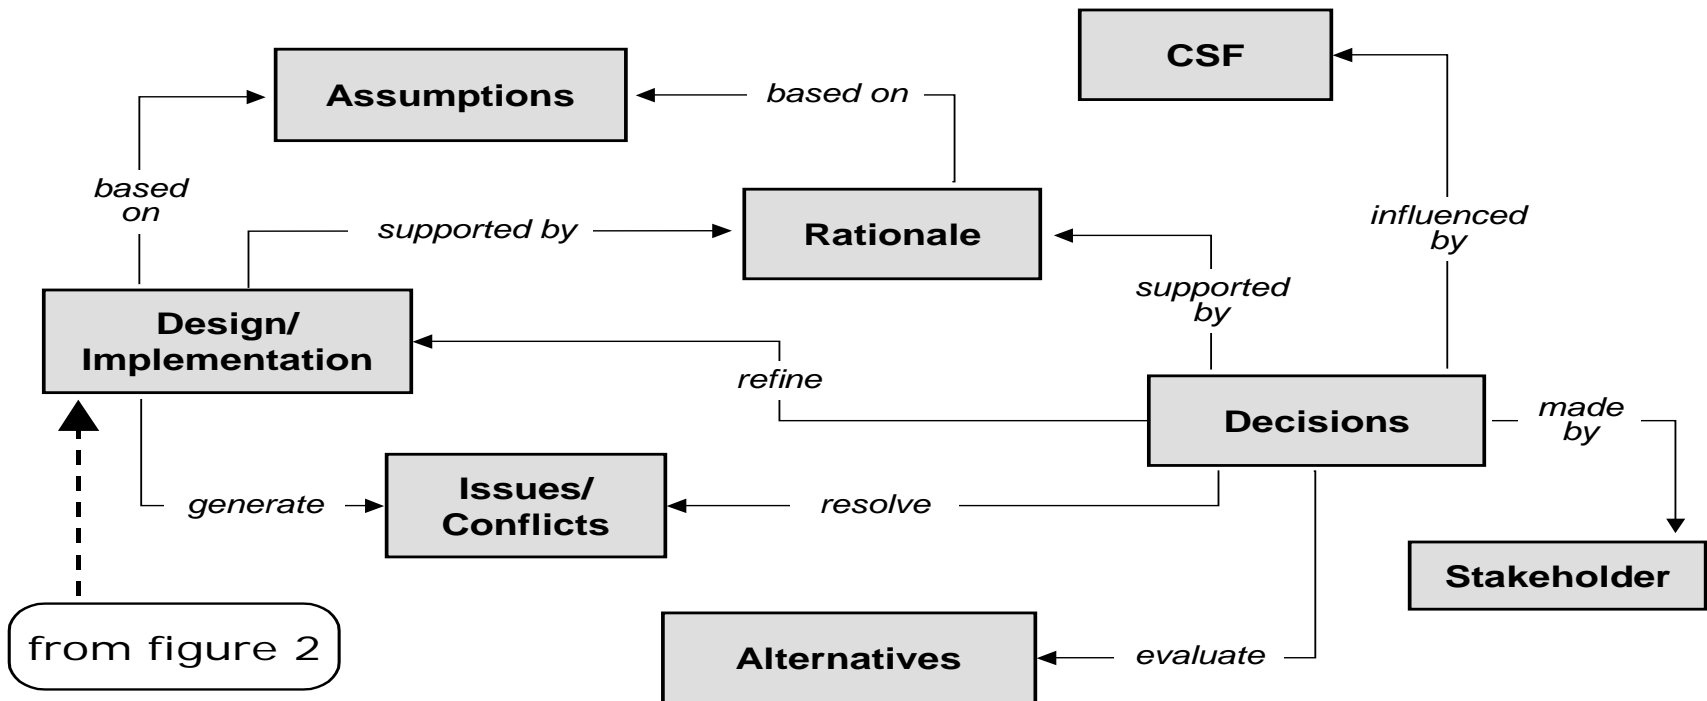 CSF
Assumptions
based on
based
on
supported by
Rationale
influenced
by
supported
by
Design/
Implementation
refine
Decisions
made
by
generate
Issues/
Conflicts
resolve
Stakeholder
from figure 2
Alternatives
evaluate